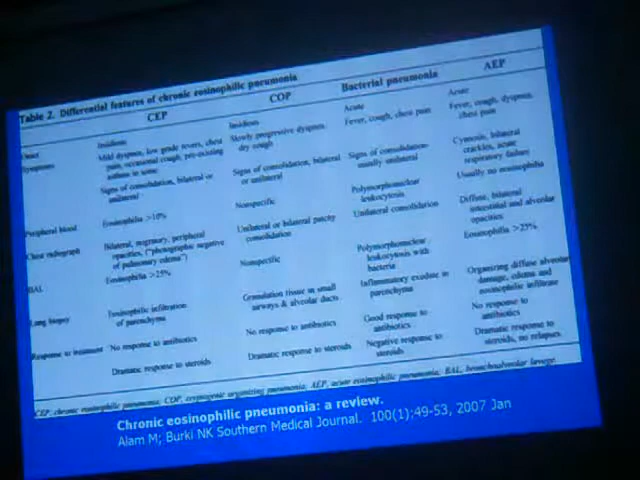 Table 2. Differential features of chronic eosinophilic pneumonia
CEP COP Bacterial pneumonia AEP
Onset Insidious Insidious Acute Acute
Symptoms Mild dyspnea, low grade fevers, chest Slowly progressive dyspnea, Fever, cough, chest pain Fever, cough, dyspnea,
pain, occasional cough, pre-existing dry cough chest pain
asthma in some
Signs of consolidation, bilateral or Signs of consolidation, bilateral Signs of consolidation- Cyanosis, bilateral
unilateral or unilateral usually unilateral crackles, acute
respiratory failure
Peripheral blood Eosinophilia >10% Nonspecific Polymorphonuclear Usually no eosinophilia
leukocytosis
Chest radiograph Bilateral, migratory, peripheral Unilateral or bilateral patchy Unilateral consolidation Diffuse, bilateral
opacities, ("photographic negative consolidation interstitial and alveolar
of pulmonary edema") opacities
BAL Eosinophilia >25% Nonspecific Polymorphonuclear Eosinophilia >25%
leukocytosis with
bacteria
Lung biopsy Eosinophilic infiltration Granulation tissue in small Inflammatory exudate in Organizing diffuse alveolar
of parenchyma airways & alveolar ducts parenchyma damage, edema and
eosinophilic infiltrate
Response to treatment No response to antibiotics No response to antibiotics Good response to No response to
antibiotics antibiotics
Dramatic response to steroids Dramatic response to steroids Negative response to Dramatic response to
steroids steroids, no relapses
CEP, chronic eosinophilic pneumonia; COP, cryptogenic organizing pneumonia; AEP, acute eosinophilic pneumonia; BAL, bronchoalveolar lavage.
Chronic eosinophilic pneumonia: a review.
Alam M; Burki NK Southern Medical Journal. 100(1):49-53, 2007 Jan